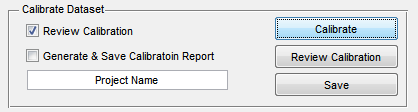 Calibrate Dataset
Review Calibration
Calibrate
Generate & Save Calibratoin Report
Review Calibration
Project Name
Save